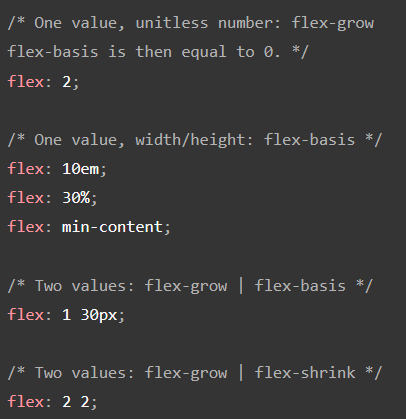 /* One value, unitless number: flex-grow
flex-basis is then equal to 0. */
flex: 2;
/* One value, width/height: flex-basis */
flex: 10em;
flex: 30%;
flex: min-content;
/* Two values: flex-grow | flex-basis */
flex: 1 30px;
/* Two values: flex-grow | flex-shrink */
flex: 2 2;